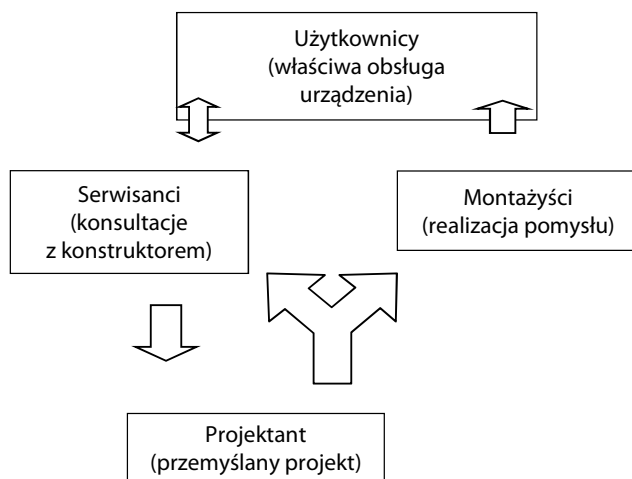 Użytkownicy
(właściwa obsługa
urządzenia)
Serwisanci
(konsultacje
z konstruktorem)
Montażyści
(realizacja pomysłu)
Projektant
(przemyślany projekt)